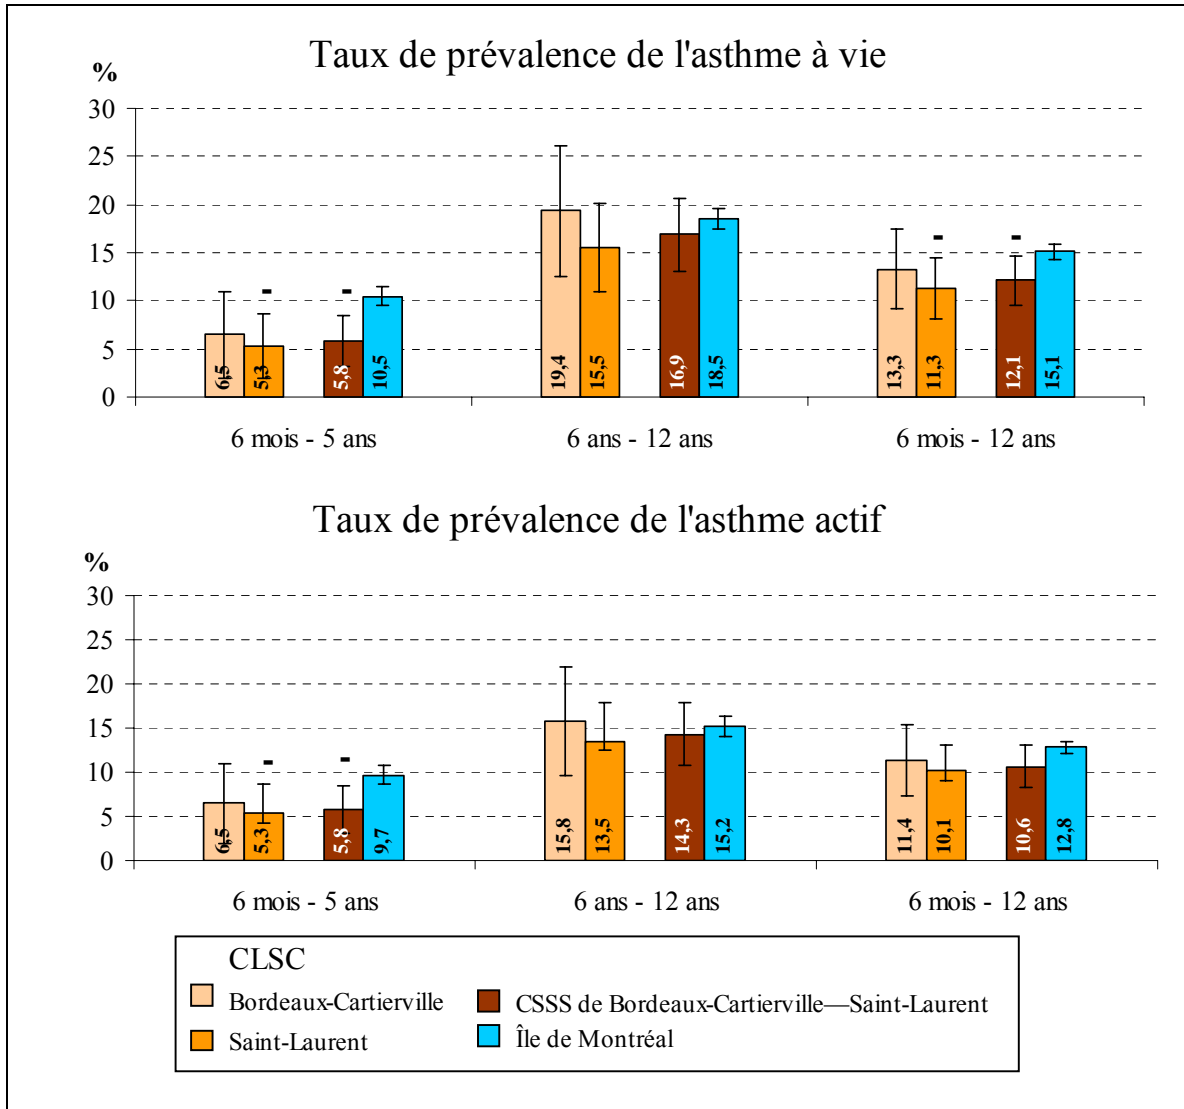 Taux de prévalence de l'asthme à vie
%
30
25
20
15
10
5
0
6,5 5,3 5,8 10,5 19,4 15,5 16,9 18,5 13,3 11,3 12,1 15,1
6 mois - 5 ans 6 ans - 12 ans 6 mois - 12 ans
Taux de prévalence de l'asthme actif
%
30
25
20
15
10
5
0
6,5 5,3 5,8 9,7 15,8 13,5 14,3 15,2 11,4 10,1 10,6 12,8
6 mois - 5 ans 6 ans - 12 ans 6 mois - 12 ans
CLSC
Bordeaux-Cartierville CSSS de Bordeaux-Cartierville—Saint-Laurent
Saint-Laurent Île de Montréal